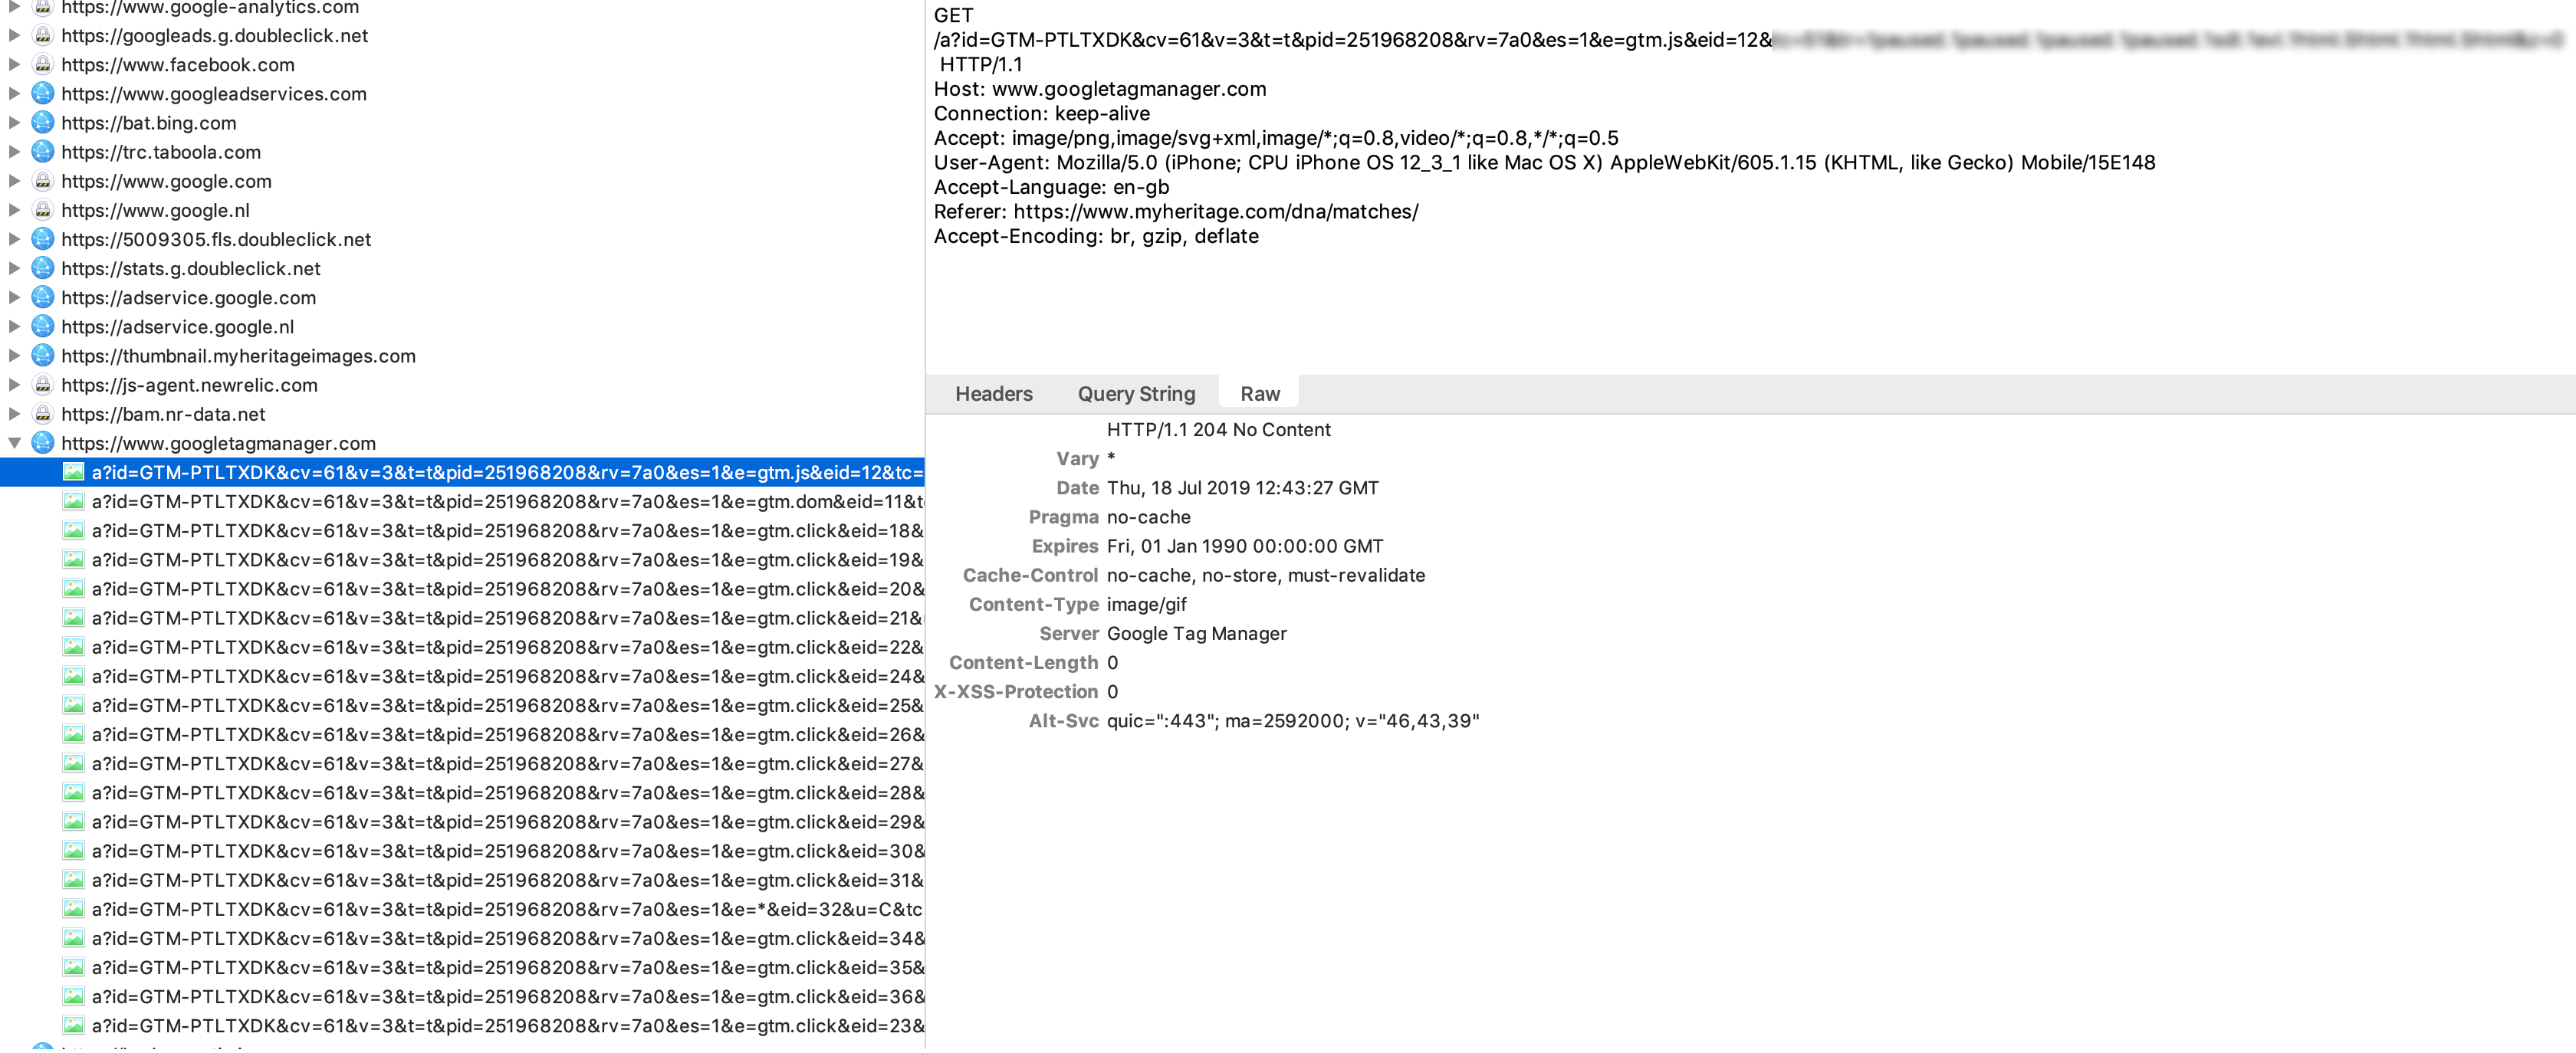 https://www.google-analytics.com
https://googleads.g.doubleclick.net
https://www.facebook.com
https://www.googleadservices.com
https://bat.bing.com
https://trc.taboola.com
https://www.google.com
https://www.google.nl
https://5009305.fls.doubleclick.net
https://stats.g.doubleclick.net
https://adservice.google.com
https://adservice.google.nl
https://thumbnail.myheritageimages.com
https://js-agent.newrelic.com
https://bam.nr-data.net
https://www.googletagmanager.com
a?id=GTM-PTLTXDK&cv=61&v=3&t=t&pid=251968208&rv=7a0&es=1&e=gtm.js&eid=12&tc=
a?id=GTM-PTLTXDK&cv=61&v=3&t=t&pid=251968208&rv=7a0&es=1&e=gtm.dom&eid=11&t
a?id=GTM-PTLTXDK&cv=61&v=3&t=t&pid=251968208&rv=7a0&es=1&e=gtm.click&eid=18&
a?id=GTM-PTLTXDK&cv=61&v=3&t=t&pid=251968208&rv=7a0&es=1&e=gtm.click&eid=19&
a?id=GTM-PTLTXDK&cv=61&v=3&t=t&pid=251968208&rv=7a0&es=1&e=gtm.click&eid=20&
a?id=GTM-PTLTXDK&cv=61&v=3&t=t&pid=251968208&rv=7a0&es=1&e=gtm.click&eid=21&
a?id=GTM-PTLTXDK&cv=61&v=3&t=t&pid=251968208&rv=7a0&es=1&e=gtm.click&eid=22&
a?id=GTM-PTLTXDK&cv=61&v=3&t=t&pid=251968208&rv=7a0&es=1&e=gtm.click&eid=24&
a?id=GTM-PTLTXDK&cv=61&v=3&t=t&pid=251968208&rv=7a0&es=1&e=gtm.click&eid=25&
a?id=GTM-PTLTXDK&cv=61&v=3&t=t&pid=251968208&rv=7a0&es=1&e=gtm.click&eid=26&
a?id=GTM-PTLTXDK&cv=61&v=3&t=t&pid=251968208&rv=7a0&es=1&e=gtm.click&eid=27&
a?id=GTM-PTLTXDK&cv=61&v=3&t=t&pid=251968208&rv=7a0&es=1&e=gtm.click&eid=28&
a?id=GTM-PTLTXDK&cv=61&v=3&t=t&pid=251968208&rv=7a0&es=1&e=gtm.click&eid=29&
a?id=GTM-PTLTXDK&cv=61&v=3&t=t&pid=251968208&rv=7a0&es=1&e=gtm.click&eid=30&
a?id=GTM-PTLTXDK&cv=61&v=3&t=t&pid=251968208&rv=7a0&es=1&e=gtm.click&eid=31&
a?id=GTM-PTLTXDK&cv=61&v=3&t=t&pid=251968208&rv=7a0&es=1&e=*&eid=32&u=C&tc
a?id=GTM-PTLTXDK&cv=61&v=3&t=t&pid=251968208&rv=7a0&es=1&e=gtm.click&eid=34&
a?id=GTM-PTLTXDK&cv=61&v=3&t=t&pid=251968208&rv=7a0&es=1&e=gtm.click&eid=35&
a?id=GTM-PTLTXDK&cv=61&v=3&t=t&pid=251968208&rv=7a0&es=1&e=gtm.click&eid=36&
a?id=GTM-PTLTXDK&cv=61&v=3&t=t&pid=251968208&rv=7a0&es=1&e=gtm.click&eid=23&
GET
/a?id=GTM-PTLTXDK&cv=61&v=3&t=t&pid=251968208&rv=7a0&es=1&e=gtm.js&eid=12&
HTTP/1.1
Host: www.googletagmanager.com
Connection: keep-alive
Accept: image/png,image/svg+xml,image/*;q=0.8,video/*;q=0.8,*/*;q=0.5
User-Agent: Mozilla/5.0 (iPhone; CPU iPhone OS 12_3_1 like Mac OS X) AppleWebKit/605.1.15 (KHTML, like Gecko) Mobile/15E148
Accept-Language: en-gb
Referer: https://www.myheritage.com/dna/matches/
Accept-Encoding: br, gzip, deflate
Headers Query String Raw
HTTP/1.1 204 No Content
Vary *
Date Thu, 18 Jul 2019 12:43:27 GMT
Pragma no-cache
Expires Fri, 01 Jan 1990 00:00:00 GMT
Cache-Control no-cache, no-store, must-revalidate
Content-Type image/gif
Server Google Tag Manager
Content-Length 0
X-XSS-Protection 0
Alt-Svc quic=":443"; ma=2592000; v="46,43,39"